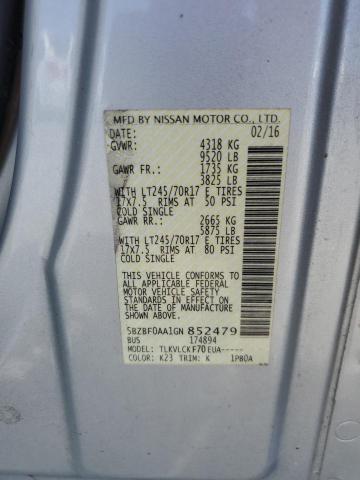 MFD BY NISSAN MOTOR CO., LTD.
DATE: 02/16
GVWR: 4318 KG
9520 LB
GAWR FR.: 1735 KG
3825 LB
WITH LT245/70R17 E TIRES
17x7.5 RIMS AT 50 PSI
COLD SINGLE
GAWR RR.: 2665 KG
5875 LB
WITH LT245/70R17 E TIRES
17x7.5 RIMS AT 80 PSI
COLD SINGLE
THIS VEHICLE CONFORMS TO
ALL APPLICABLE FEDERAL
MOTOR VEHICLE SAFETY
STANDARDS IN EFFECT ON
THE DATE OF MANUFACTURE
SHOWN ABOVE
5BZBF0AA1GN 852479
BUS 174894
MODEL: TLKVLCKF70EUA-----
COLOR: K23 TRIM: K 1P80A